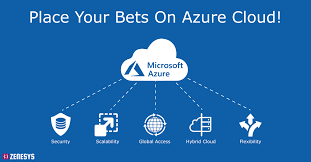 Place Your Bets On Azure Cloud!
Microsoft
Azure
Security
Scalability
Global Access
Hybrid Cloud
Flexibility
ZENESYS